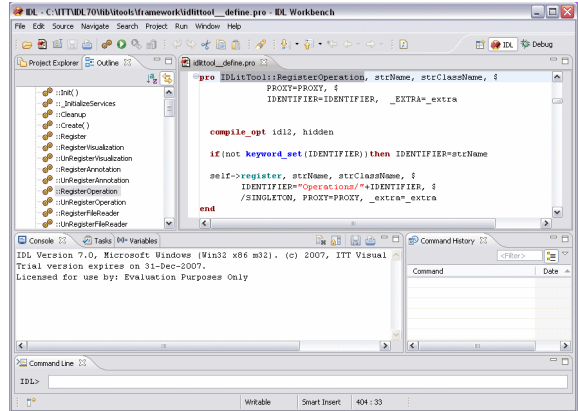 IDL - C:\ITT\IDL70\lib\itools\framework\idlittool__define.pro - IDL Workbench
File Edit Source Navigate Search Project Run Window Help
IDL Debug
Project Explorer Outline
idlittool__define.pro
::Init( )
::_InitializeServices
::Cleanup
::Create( )
::Register
::RegisterVisualization
::UnRegisterVisualization
::RegisterAnnotation
::UnRegisterAnnotation
::RegisterOperation
::UnRegisterOperation
::RegisterFileReader
::UnRegisterFileReader
pro IDLitTool::RegisterOperation, strName, strClassName, $
PROXY=PROXY, $
IDENTIFIER=IDENTIFIER, _EXTRA=_extra
compile_opt idl2, hidden
if(not keyword_set(IDENTIFIER))then IDENTIFIER=strName
self->register, strName, strClassName, $
IDENTIFIER="Operations/"+IDENTIFIER, $
/SINGLETON, PROXY=PROXY, _extra=_extra
end
Console Tasks Variables
IDL Version 7.0, Microsoft Windows (Win32 x86 m32). (c) 2007, ITT Visual
Trial version expires on 31-Dec-2007.
Licensed for use by: Evaluation Purposes Only
Command History
<Filter>
Command Date
Command Line
IDL>
Writable Smart Insert 404 : 33